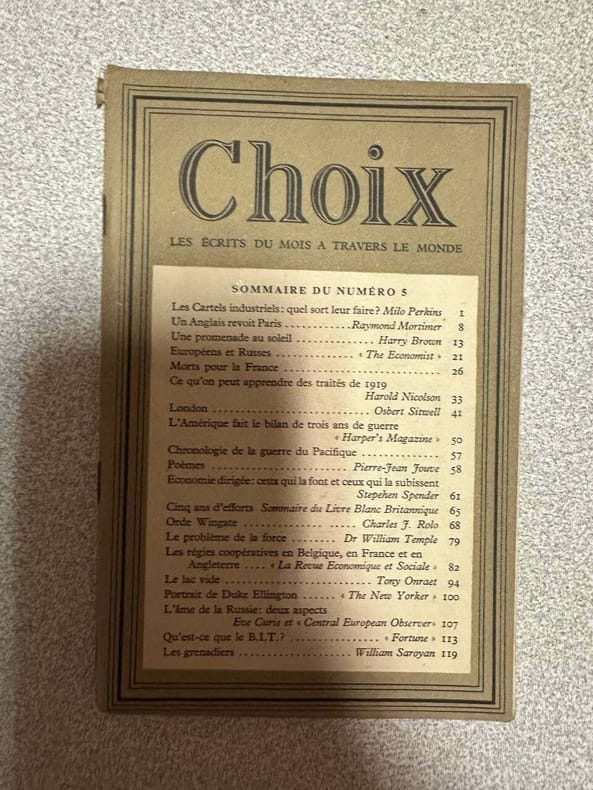 Choix
LES ÉCRITS DU MOIS A TRAVERS LE MONDE
SOMMAIRE DU NUMÉRO 5
Les Cartels industriels: quel sort leur faire? Milo Perkins 1
Un Anglais revoit Paris ............ Raymond Mortimer 8
Une promenade au soleil .............. Harry Brown 13
Européens et Russes .............. « The Economist » 21
Morts pour la France .............................. 26
Ce qu'on peut apprendre des traités de 1919
Harold Nicolson 33
London ............................ Osbert Sitwell 41
L'Amérique fait le bilan de trois ans de guerre
« Harper's Magazine » 50
Chronologie de la guerre du Pacifique .............. 57
Poèmes ........................ Pierre-Jean Jouve 58
Economie dirigée: ceux qui la font et ceux qui la subissent
Stepehen Spender 61
Cinq ans d'efforts Sommaire du Livre Blanc Britannique 65
Orde Wingate .................... Charles J. Rolo 68
Le problème de la force ........ Dr William Temple 79
Les régies coopératives en Belgique, en France et en
Angleterre .... « La Revue Economique et Sociale » 82
Le lac vide ........................ Tony Onraet 94
Portrait de Duke Ellington ...... « The New Yorker » 100
L'âme de la Russie: deux aspects
Eve Curie et « Central European Observer » 107
Qu'est-ce que le B.I.T.? ................ « Fortune » 113
Les grenadiers .................... William Saroyan 119